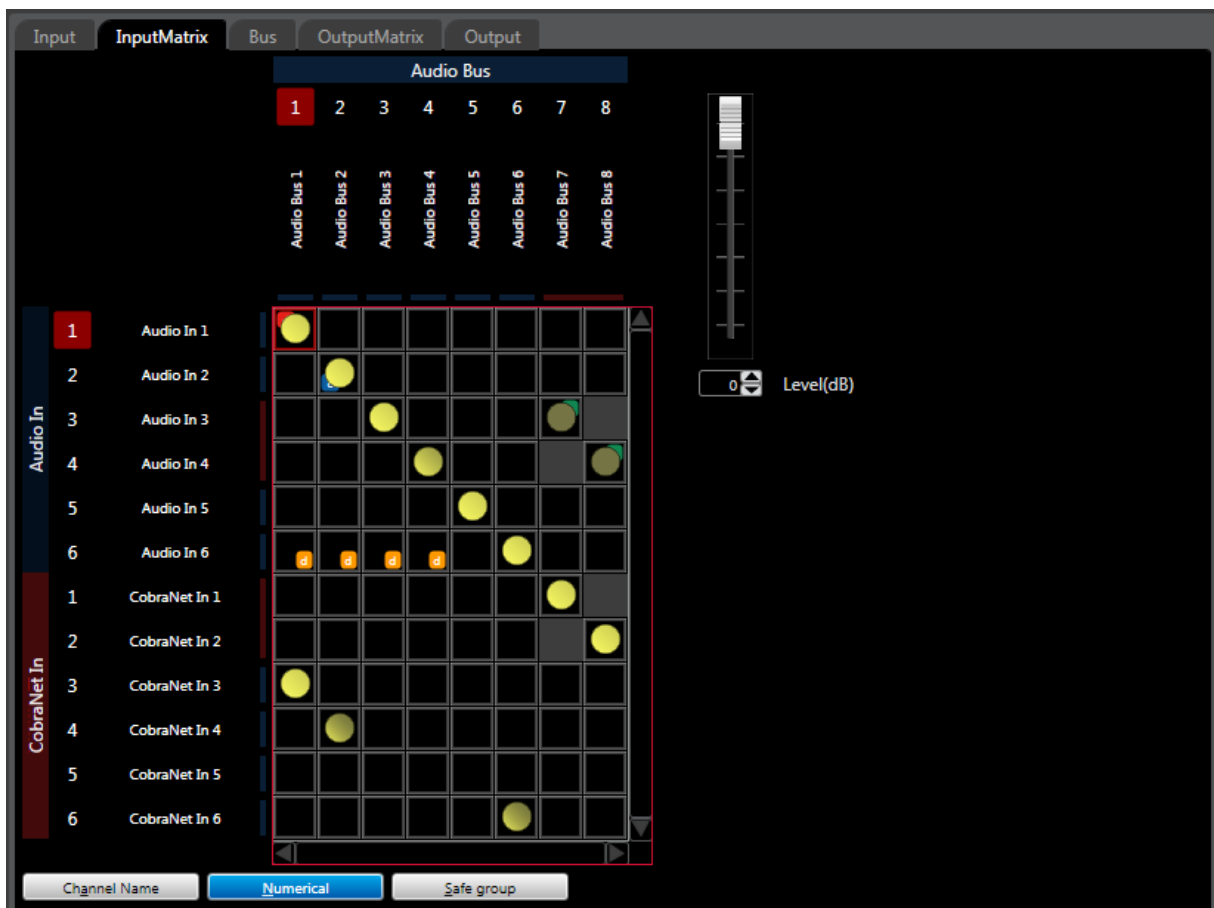 Input InputMatrix Bus OutputMatrix Output
Audio Bus
1 2 3 4 5 6 7 8
Audio Bus 1 Audio Bus 2 Audio Bus 3 Audio Bus 4 Audio Bus 5 Audio Bus 6 Audio Bus 7 Audio Bus 8
Audio In
1 Audio In 1
2 Audio In 2
0 Level(dB)
3 Audio In 3
4 Audio In 4
5 Audio In 5
6 Audio In 6 d d d d
CobraNet In
1 CobraNet In 1
2 CobraNet In 2
3 CobraNet In 3
4 CobraNet In 4
5 CobraNet In 5
6 CobraNet In 6
Channel Name Numerical Safe group